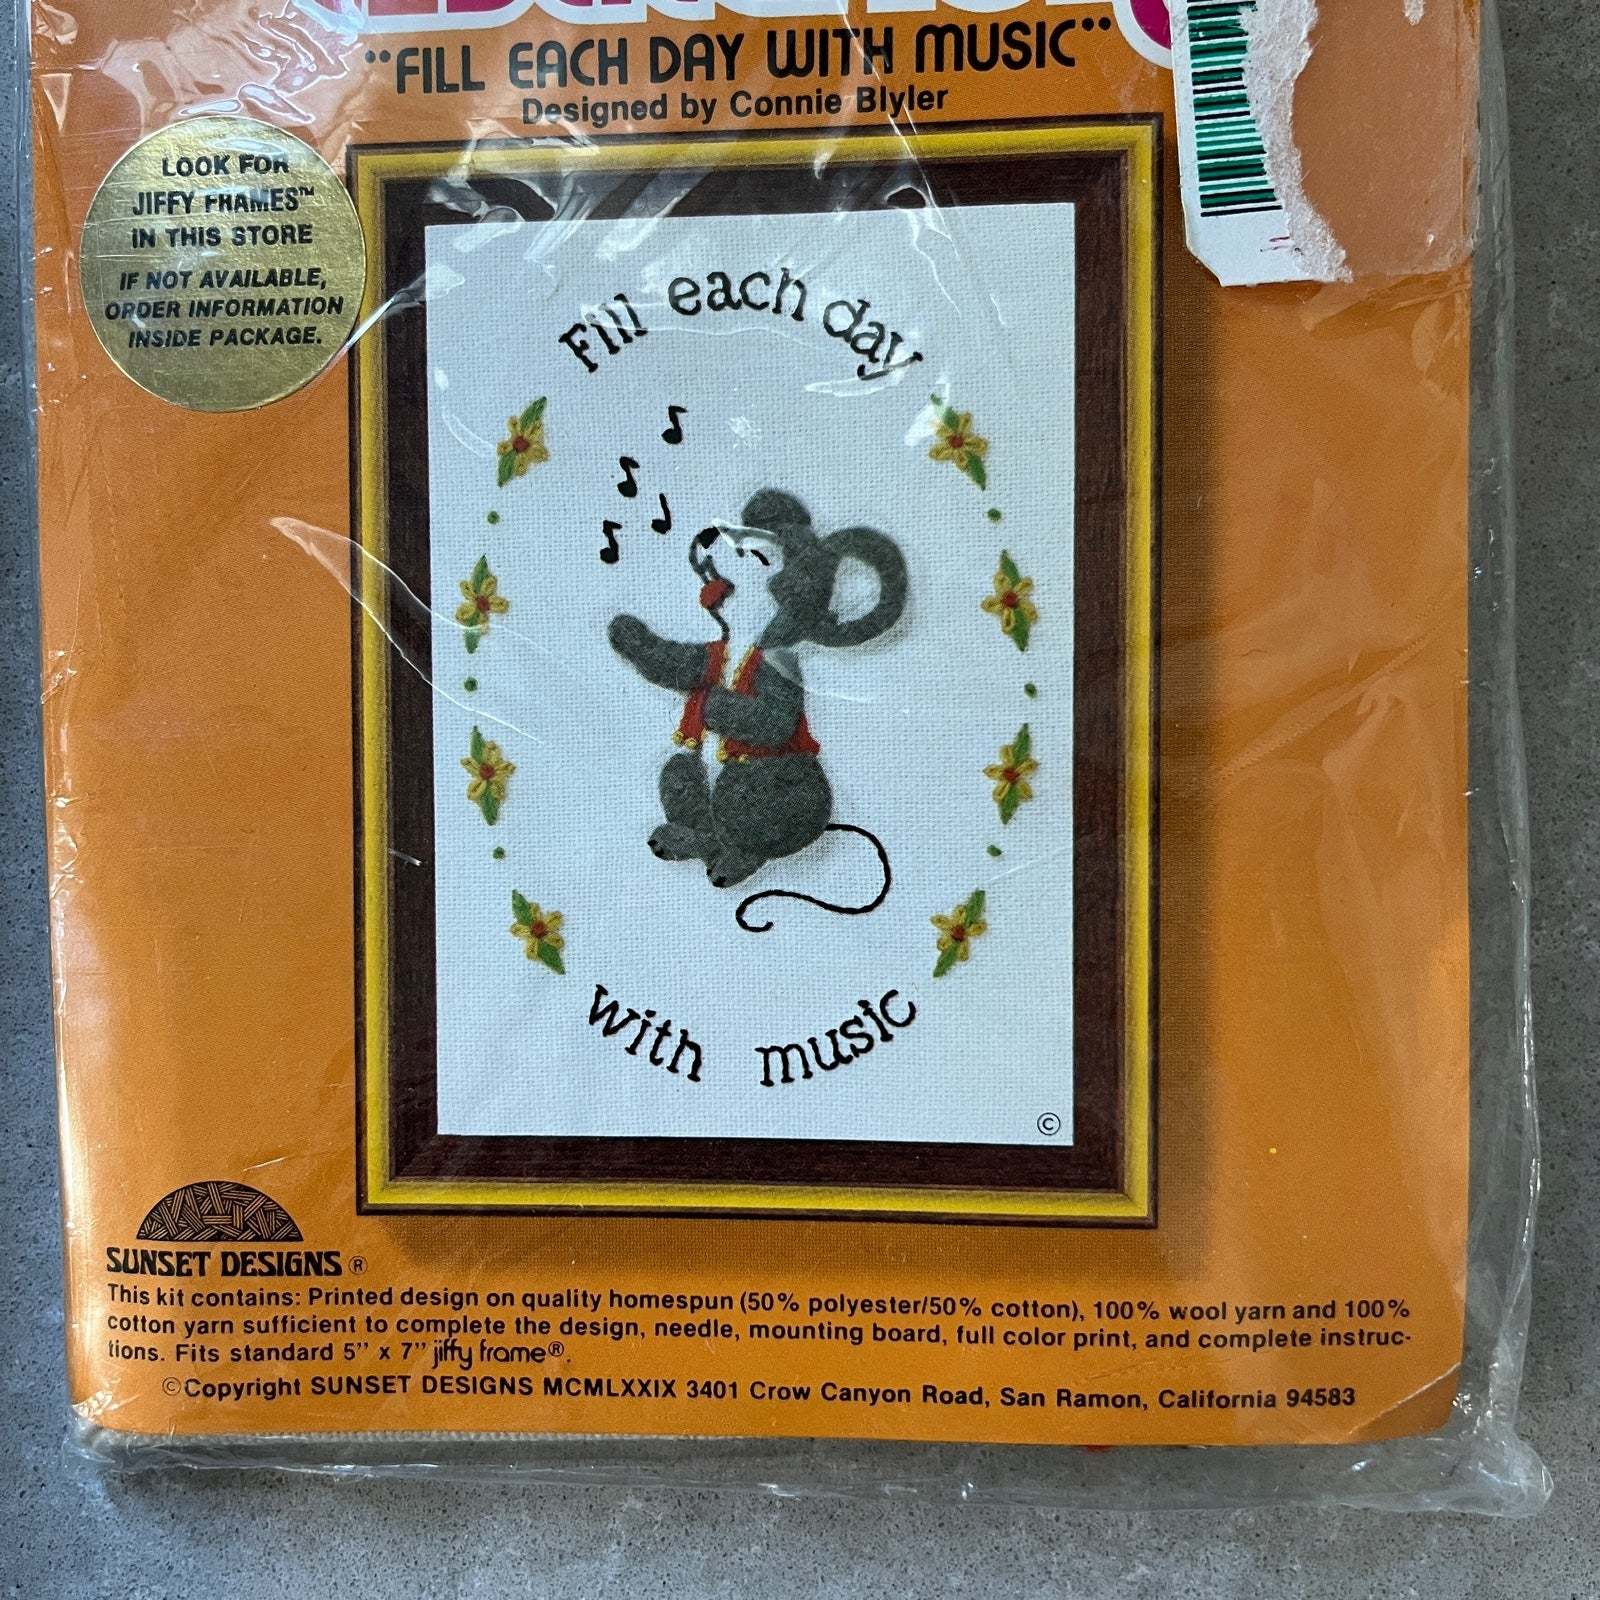 "FILL EACH DAY WITH MUSIC"
Designed by Connie Blyler
LOOK FOR
JIFFY FRAMES™
IN THIS STORE
IF NOT AVAILABLE,
ORDER INFORMATION
INSIDE PACKAGE.
Fill each day
with music
©
SUNSET DESIGNS®
This kit contains: Printed design on quality homespun (50% polyester/50% cotton), 100% wool yarn and 100%
cotton yarn sufficient to complete the design, needle, mounting board, full color print, and complete instruc-
tions. Fits standard 5" x 7" jiffy frame®.
©Copyright SUNSET DESIGNS MCMLXXIX 3401 Crow Canyon Road, San Ramon, California 94583